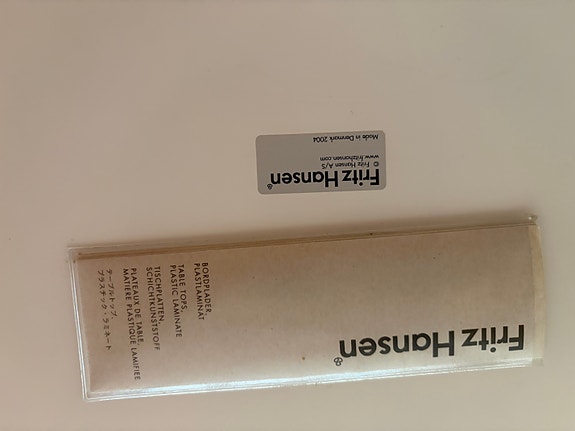 Fritz Hansen®
© Fritz Hansen A/S
www.fritzhansen.com
Made in Denmark 2004
Fritz Hansen
BORDPLADER,
PLASTLAMINAT
TABLE TOPS,
PLASTIC LAMINATE
TISCHPLATTEN,
SCHICHTKUNSTSTOFF
PLATEAUX DE TABLE,
MATIÈRE PLASTIQUE LAMIFIÉE
テーブルトップ、
プラスチック・ラミネート